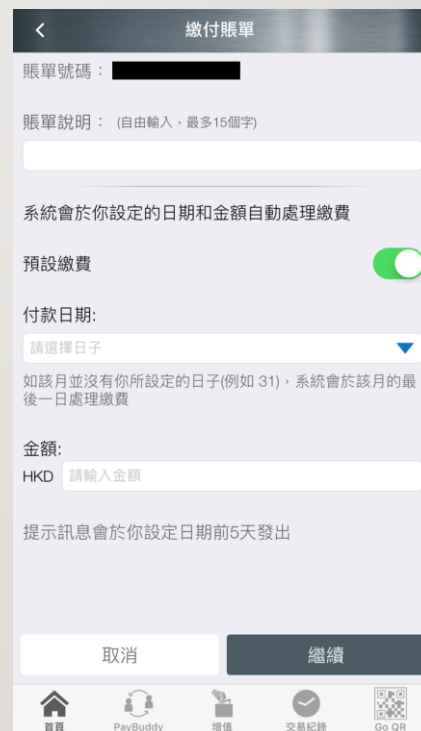 繳付賬單
賬單號碼：
賬單說明： (自由輸入，最多15個字)
系統會於你設定的日期和金額自動處理繳費
預設繳費
付款日期:
請選擇日子
如該月並沒有你所設定的日子(例如 31)，系統會於該月的最
後一日處理繳費
金額:
HKD 請輸入金額
提示訊息會於你設定日期前5天發出
取消 繼續
首頁 PayBuddy 增值 交易紀錄 Go QR